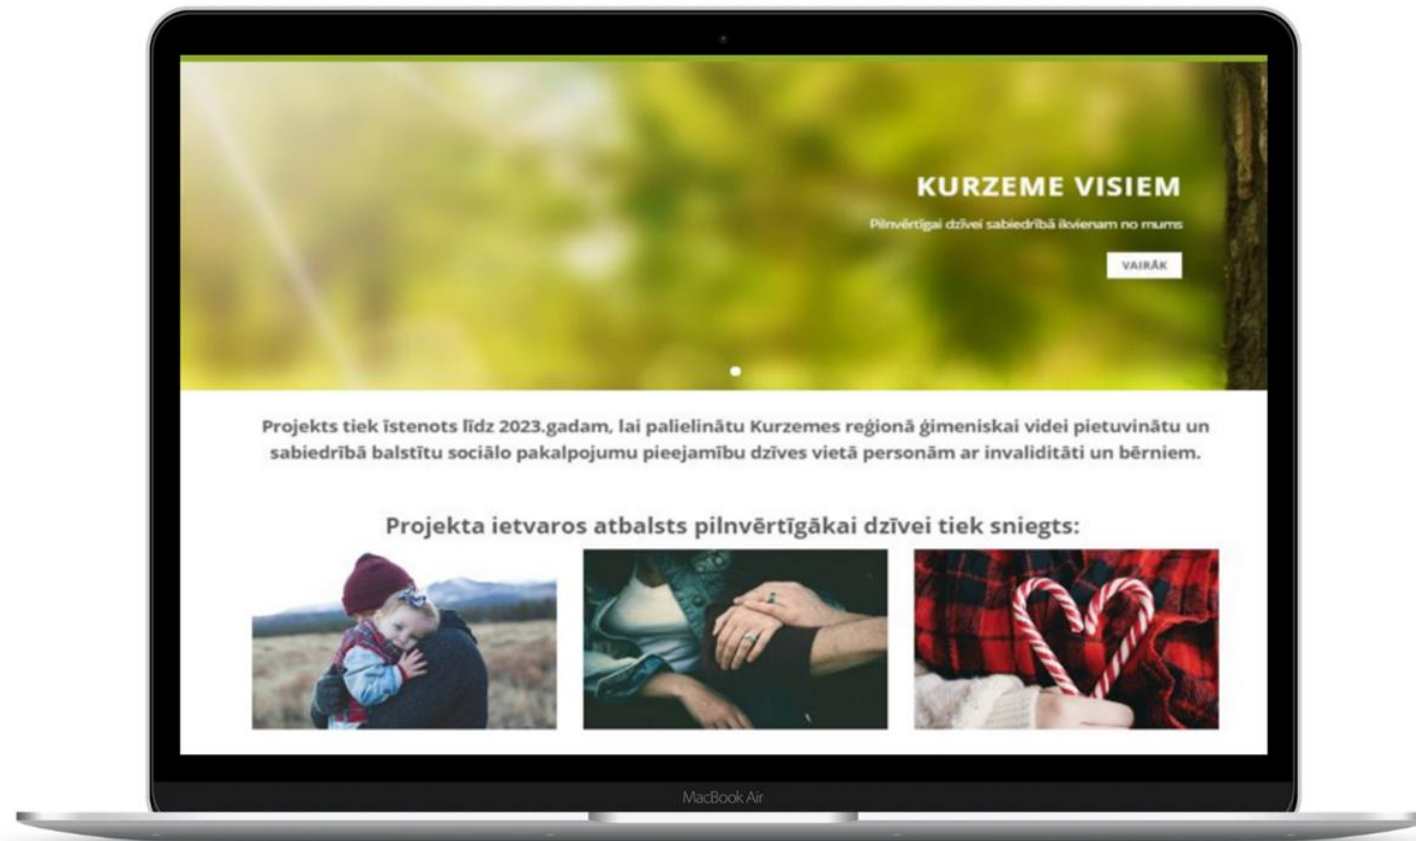 KURZEME VISIEM
Pilnvērtīgai dzīvei sabiedrībā ikvienam no mums
VAIRĀK
Projekts tiek īstenots līdz 2023.gadam, lai palielinātu Kurzemes reģionā ģimeniskai videi pietuvinātu un
sabiedrībā balstītu sociālo pakalpojumu pieejamību dzīves vietā personām ar invaliditāti un bērniem.
Projekta ietvaros atbalsts pilnvērtīgākai dzīvei tiek sniegts:
MacBook Air